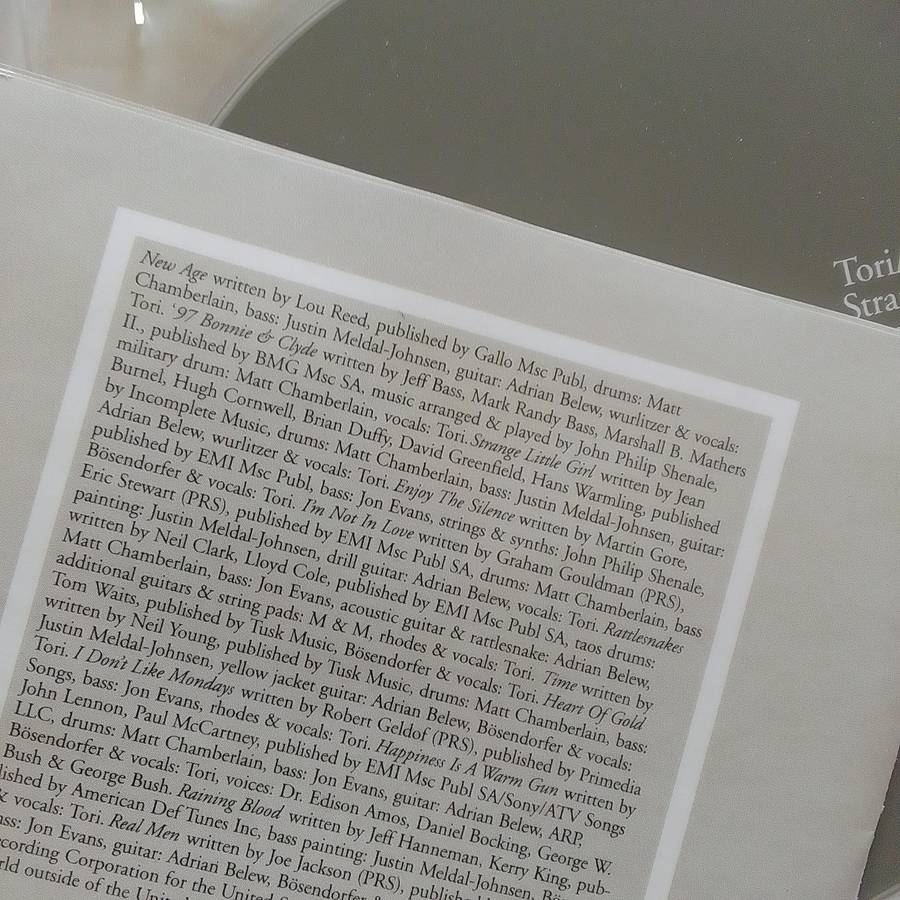 Tori
Stra
New Age written by Lou Reed, published by Gallo Msc Publ, drums: Matt
Chamberlain, bass: Justin Meldal-Johnsen, guitar: Adrian Belew, wurlitzer & vocals:
Tori. '97 Bonnie & Clyde written by Jeff Bass, Mark Randy Bass, Marshall B. Mathers
II., published by BMG Msc SA, music arranged & played by John Philip Shenale,
military drum: Matt Chamberlain, vocals: Tori. Strange Little Girl written by Jean
Burnel, Hugh Cornwell, Brian Duffy, David Greenfield, Hans Warmling, published
by Incomplete Music, drums: Matt Chamberlain, bass: Justin Meldal-Johnsen, guitar:
Adrian Belew, wurlitzer & vocals: Tori. Enjoy The Silence written by Martin Gore,
published by EMI Msc Publ, bass: Jon Evans, strings & synths: John Philip Shenale,
Bösendorfer & vocals: Tori. I'm Not In Love written by Graham Gouldman (PRS),
Eric Stewart (PRS), published by EMI Msc Publ SA, drums: Matt Chamberlain, bass
painting: Justin Meldal-Johnsen, drill guitar: Adrian Belew, vocals: Tori. Rattlesnakes
written by Neil Clark, Lloyd Cole, published by EMI Msc Publ SA, taos drums:
Matt Chamberlain, bass: Jon Evans, acoustic guitar & rattlesnake: Adrian Belew,
additional guitars & string pads: M & M, rhodes & vocals: Tori. Time written by
Tom Waits, published by Tusk Music, Bösendorfer & vocals: Tori. Heart Of Gold
written by Neil Young, published by Tusk Music, drums: Matt Chamberlain, bass:
Justin Meldal-Johnsen, yellow jacket guitar: Adrian Belew, Bösendorfer & vocals:
Tori. I Don't Like Mondays written by Robert Geldof (PRS), published by Primedia
Songs, bass: Jon Evans, rhodes & vocals: Tori. Happiness Is A Warm Gun written by
John Lennon, Paul McCartney, published by EMI Msc Publ SA/Sony/ATV Songs
LLC, drums: Matt Chamberlain, bass: Jon Evans, guitar: Adrian Belew, ARP,
Bösendorfer & vocals: Tori, voices: Dr. Edison Amos, Daniel Bocking, George W.
Bush & George Bush. Raining Blood written by Jeff Hanneman, Kerry King, pub-
lished by American Def Tunes Inc, bass painting: Justin Meldal-Johnsen, Bö
& vocals: Tori. Real Men written by Joe Jackson (PRS), publish
ass: Jon Evans, guitar: Adrian Belew, Bösendorfer
cording Corporation for the United
rld outside of the Unit